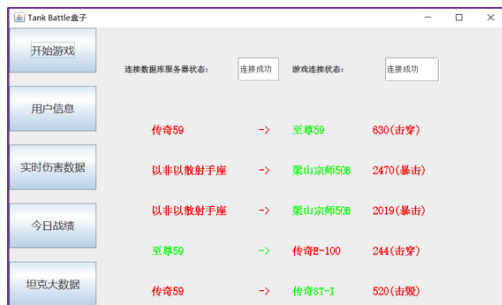 Tank Battle盒子
开始游戏
连接数据库服务器状态： 连接成功 游戏连接状态： 连接成功
用户信息
传奇59 -> 至尊59 630(击穿)
实时伤害数据
以非以散射手座 -> 梁山宗师50B 2470(暴击)
以非以散射手座 -> 梁山宗师50B 2019(暴击)
今日战绩
至尊59 -> 传奇E-100 244(击穿)
坦克大数据
传奇59 -> 传奇ST-I 520(击毁)